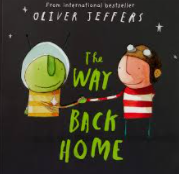 From international bestseller
OLIVER JEFFERS
The
WAY
BACK
HOME